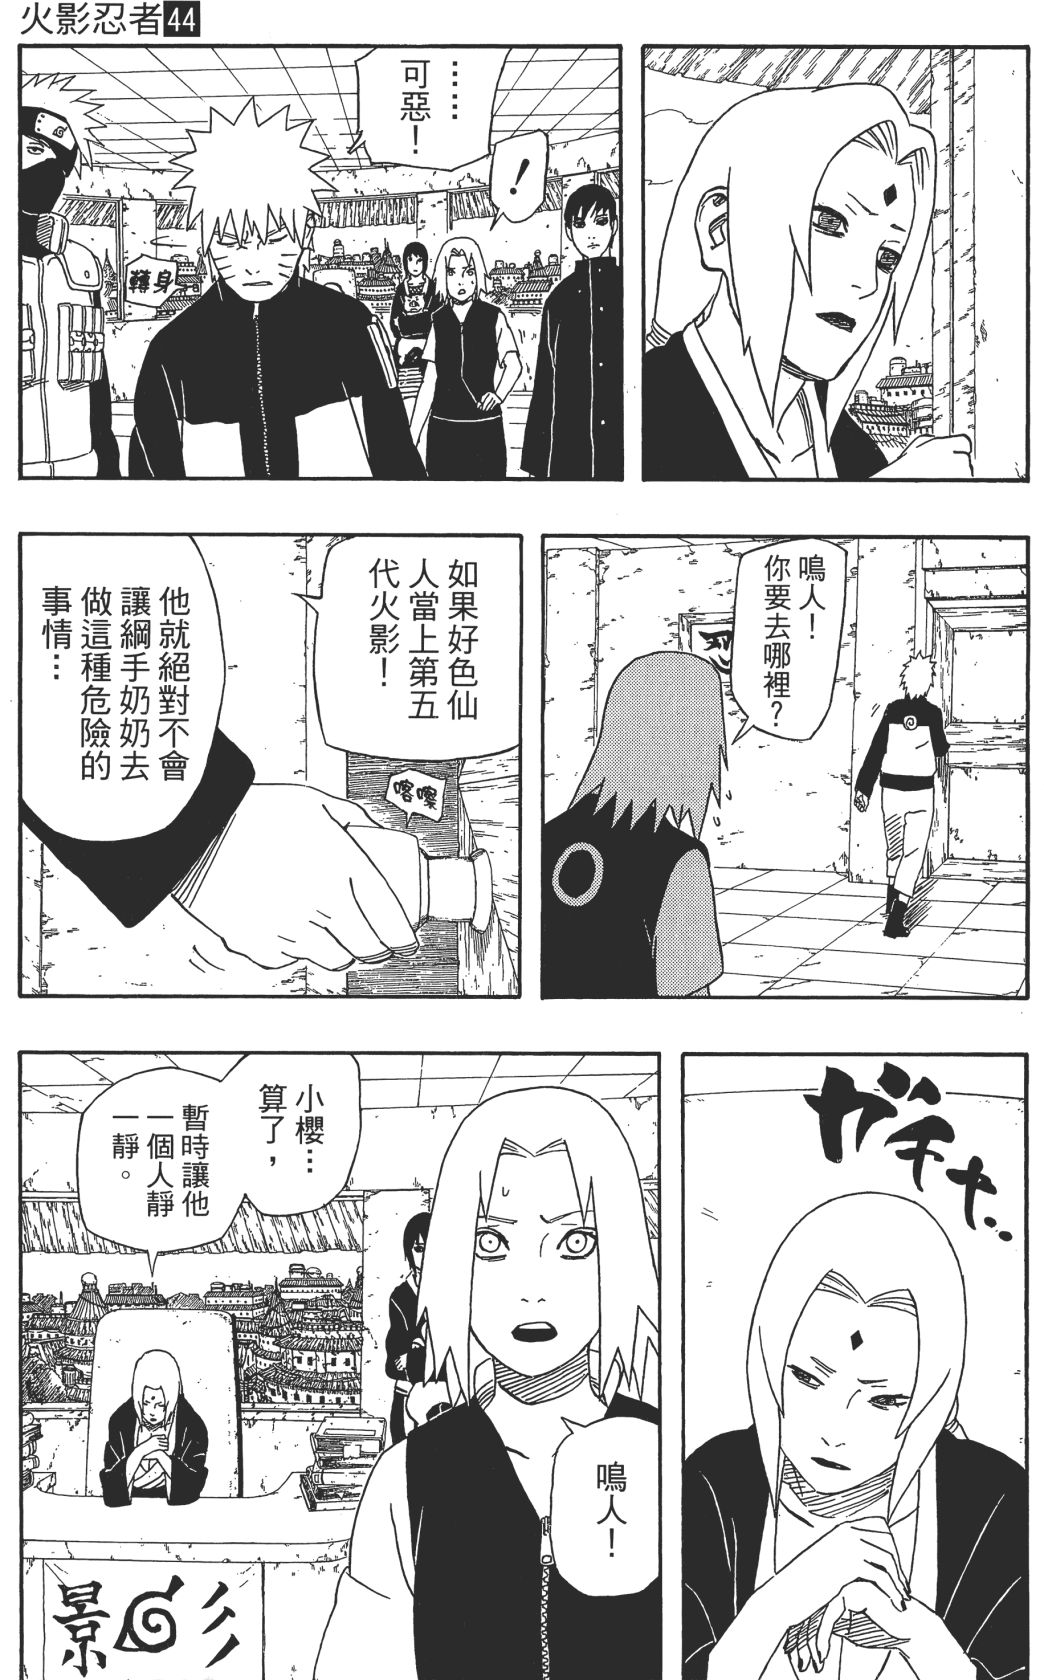 火影忍者44
……
可惡！
！
轉身
鳴人！
你要去哪裡？
忍
如果好色仙
人當上第五
代火影！
他就絕對不會
讓綱手奶奶去
做這種危險的
事情…
喀嚓
ガチャ…
小櫻…
算了，
暫時讓他
一個人靜
一靜。
鳴人！
影